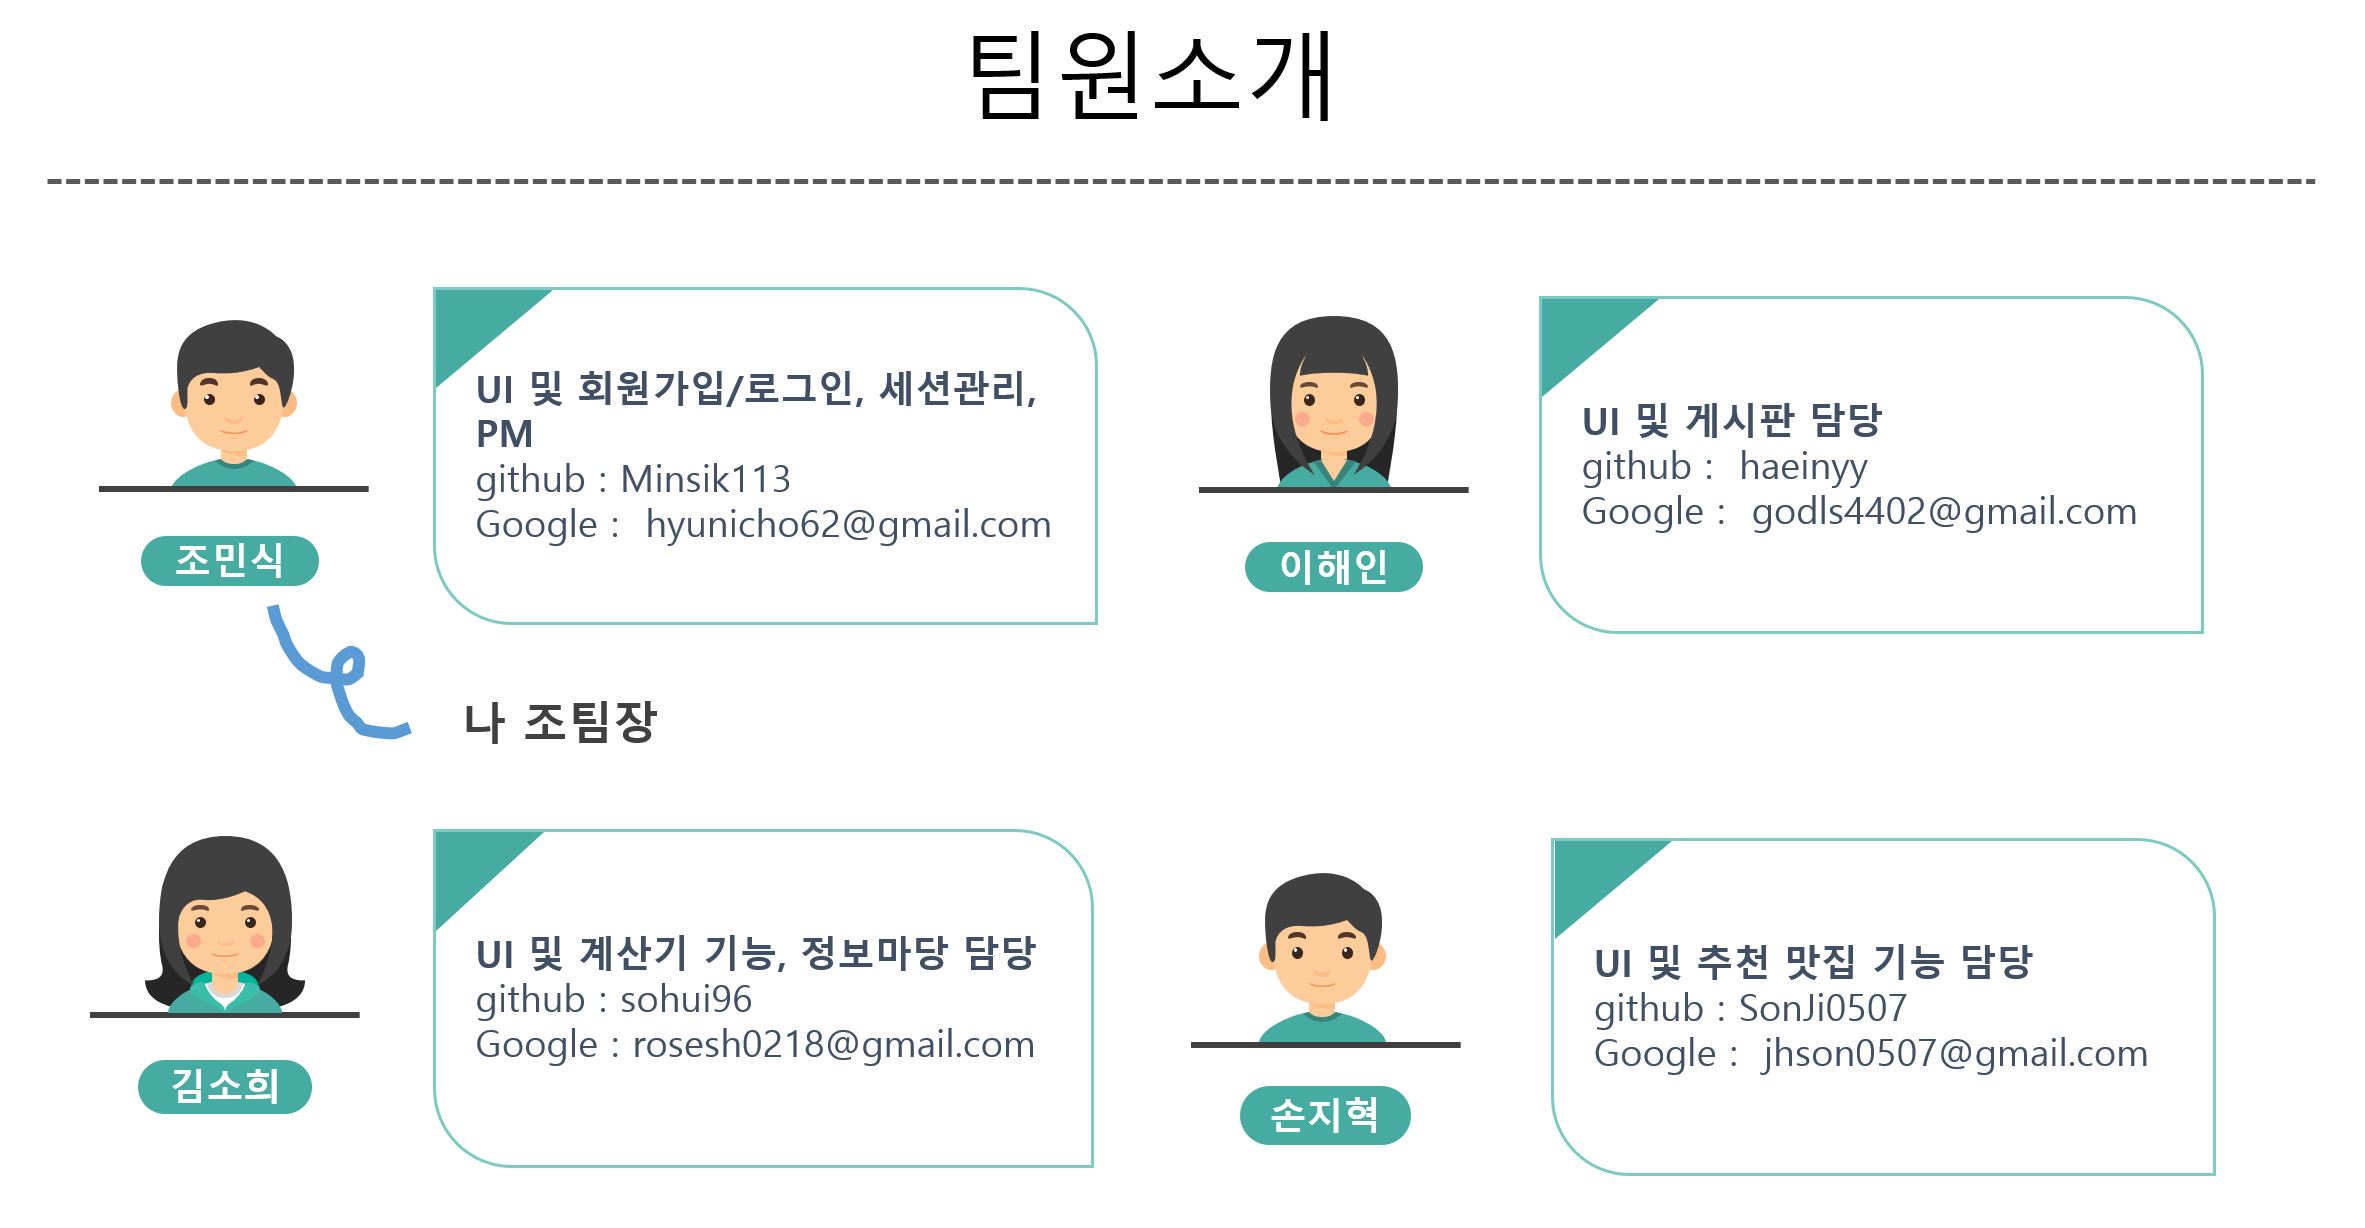 팀원소개
UI 및 회원가입/로그인, 세션관리,
PM
github : Minsik113
Google :  hyunicho62@gmail.com
조민식
나 조팀장
UI 및 게시판 담당
github :  haeinyy
Google :  godls4402@gmail.com
이해인
UI 및 계산기 기능, 정보마당 담당
github : sohui96
Google : rosesh0218@gmail.com
김소희
UI 및 추천 맛집 기능 담당
github : SonJi0507
Google :  jhson0507@gmail.com
손지혁